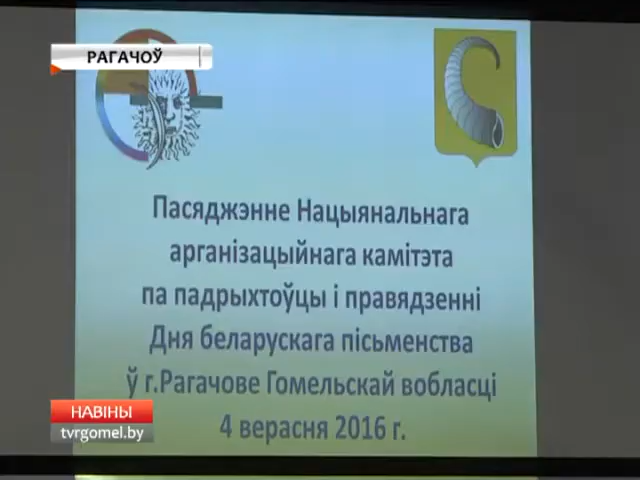 РАГАЧОЎ
Пасяджэнне Нацыянальнага
арганізацыйнага камітэта
па падрыхтоўцы і правядзенні
Дня беларускага пісьменства
ў г.Рагачове Гомельскай вобласці
4 верасня 2016 г.
НАВІНЫ
tvrgomel.by